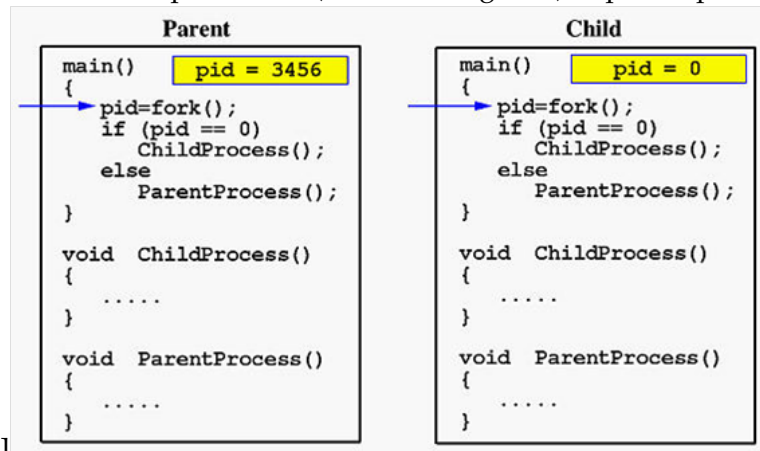 Parent
main()
pid = 3456
{
pid=fork();
if (pid == 0)
ChildProcess();
else
ParentProcess();
}
void ChildProcess()
{
.....
}
void ParentProcess()
{
.....
}
Child
main()
pid = 0
{
pid=fork();
if (pid == 0)
ChildProcess();
else
ParentProcess();
}
void ChildProcess()
{
.....
}
void ParentProcess()
{
.....
}